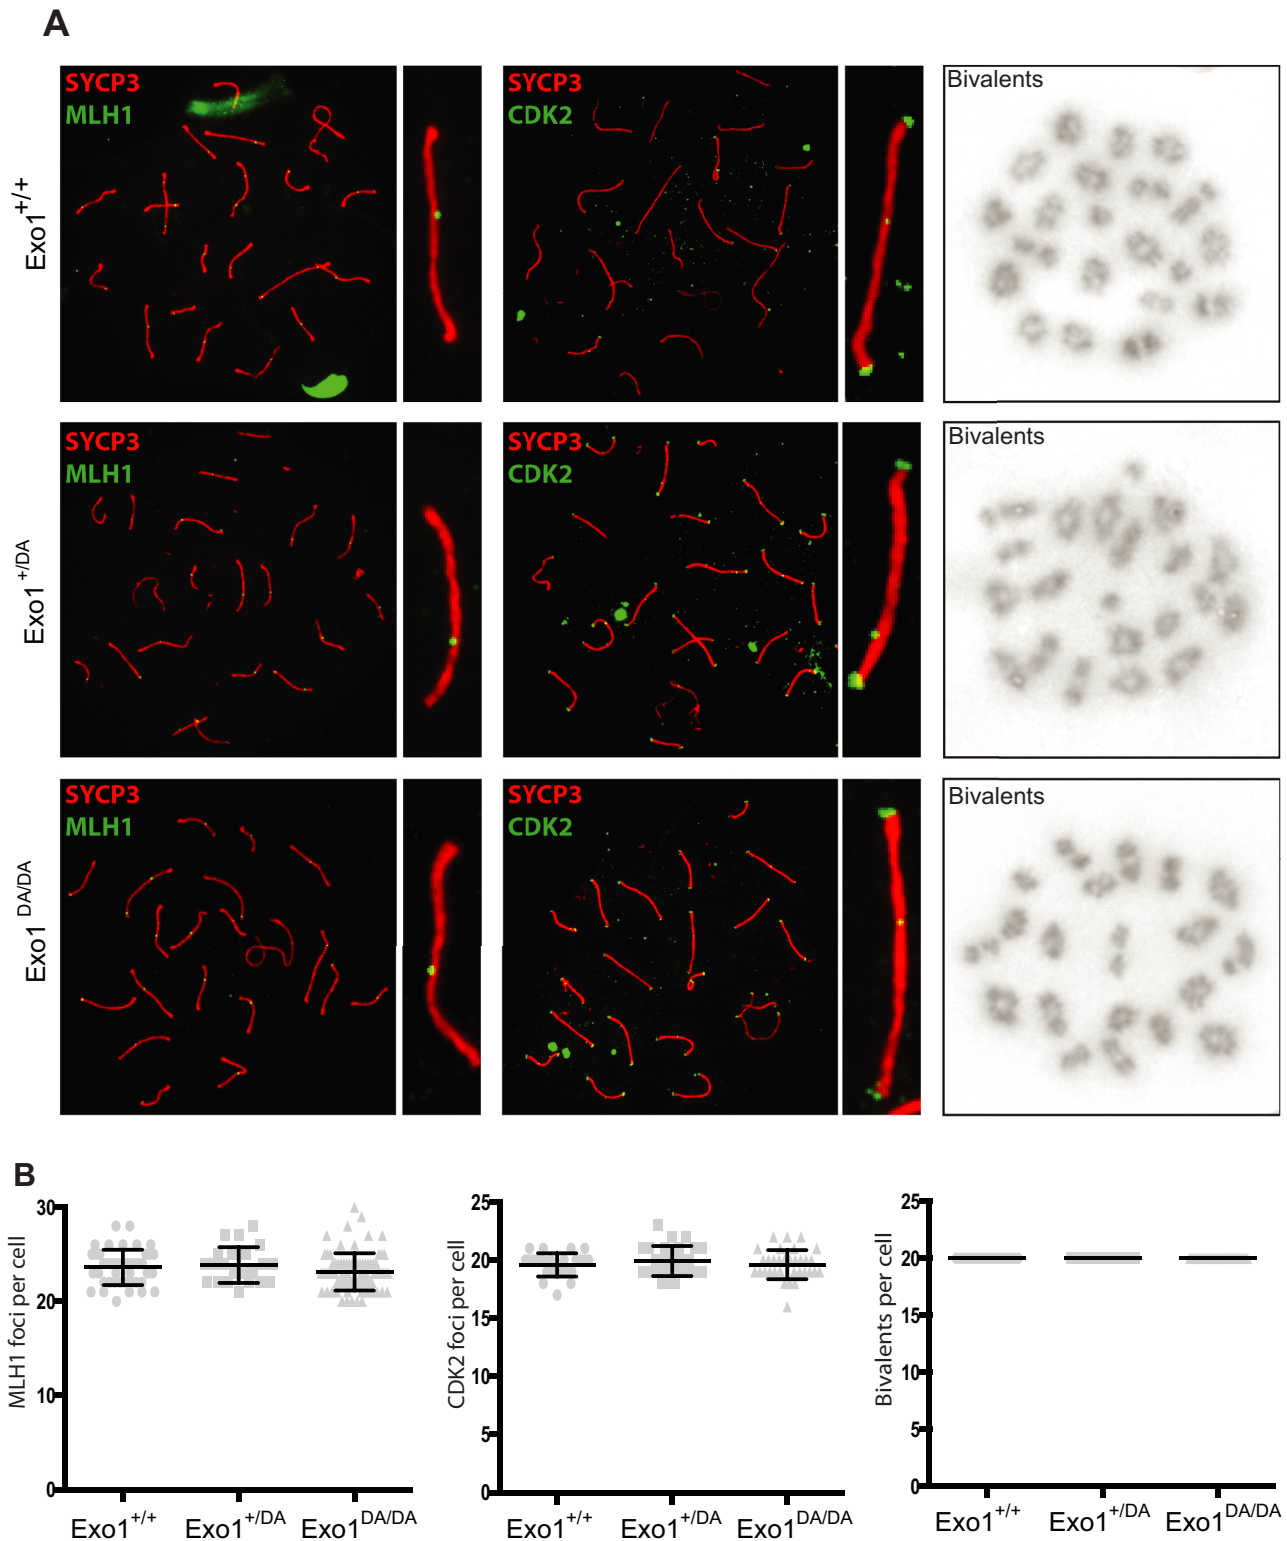 A
Exo1+/+
SYCP3
MLH1
SYCP3
CDK2
Bivalents
Exo1 +/DA
SYCP3
MLH1
SYCP3
CDK2
Bivalents
Exo1 DA/DA
SYCP3
MLH1
SYCP3
CDK2
Bivalents
B
MLH1 foci per cell
30
20
10
0
Exo1+/+ Exo1+/DA Exo1DA/DA
CDK2 foci per cell
25
20
15
10
5
0
Exo1+/+ Exo1+/DA Exo1DA/DA
Bivalents per cell
25
20
15
10
5
0
Exo1+/+ Exo1+/DA Exo1DA/DA